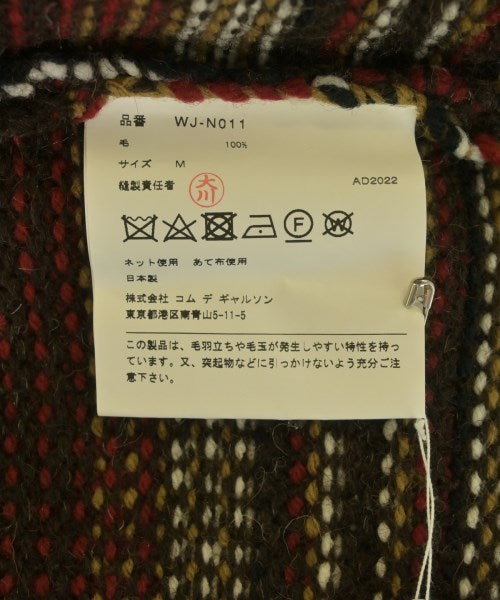 品番 WJ-N011
毛 100%
サイズ M
縫製責任者 大川 AD2022
F W
ネット使用 あて布使用
日本製
株式会社 コム デ ギャルソン
東京都港区南青山5-11-5
この製品は、毛羽立ちや毛玉が発生しやすい特性を持っ
ています。又、突起物などに引っかけないよう充分ご注
意下さい。